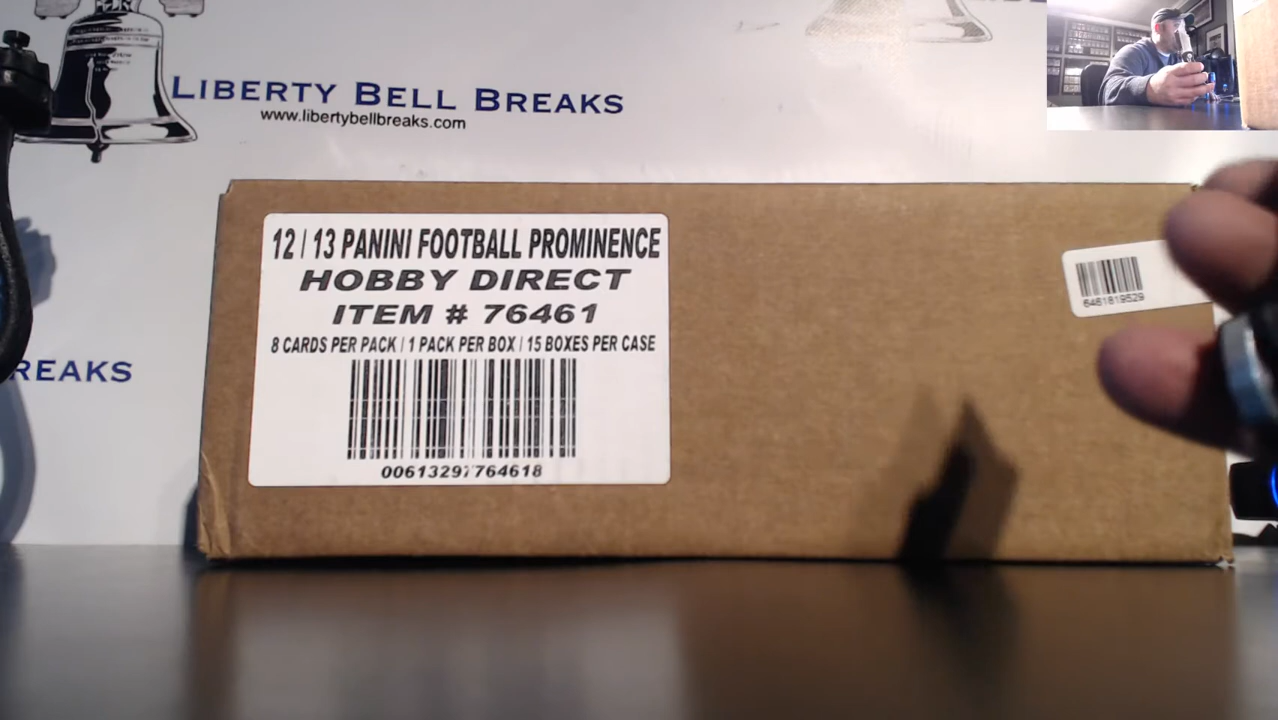 LIBERTY BELL BREAKS
www.libertybellbreaks.com
12 | 13 PANINI FOOTBALL PROMINENCE
HOBBY DIRECT
ITEM # 76461
8 CARDS PER PACK | 1 PACK PER BOX | 15 BOXES PER CASE
00613297764618
6461819529
REAKS